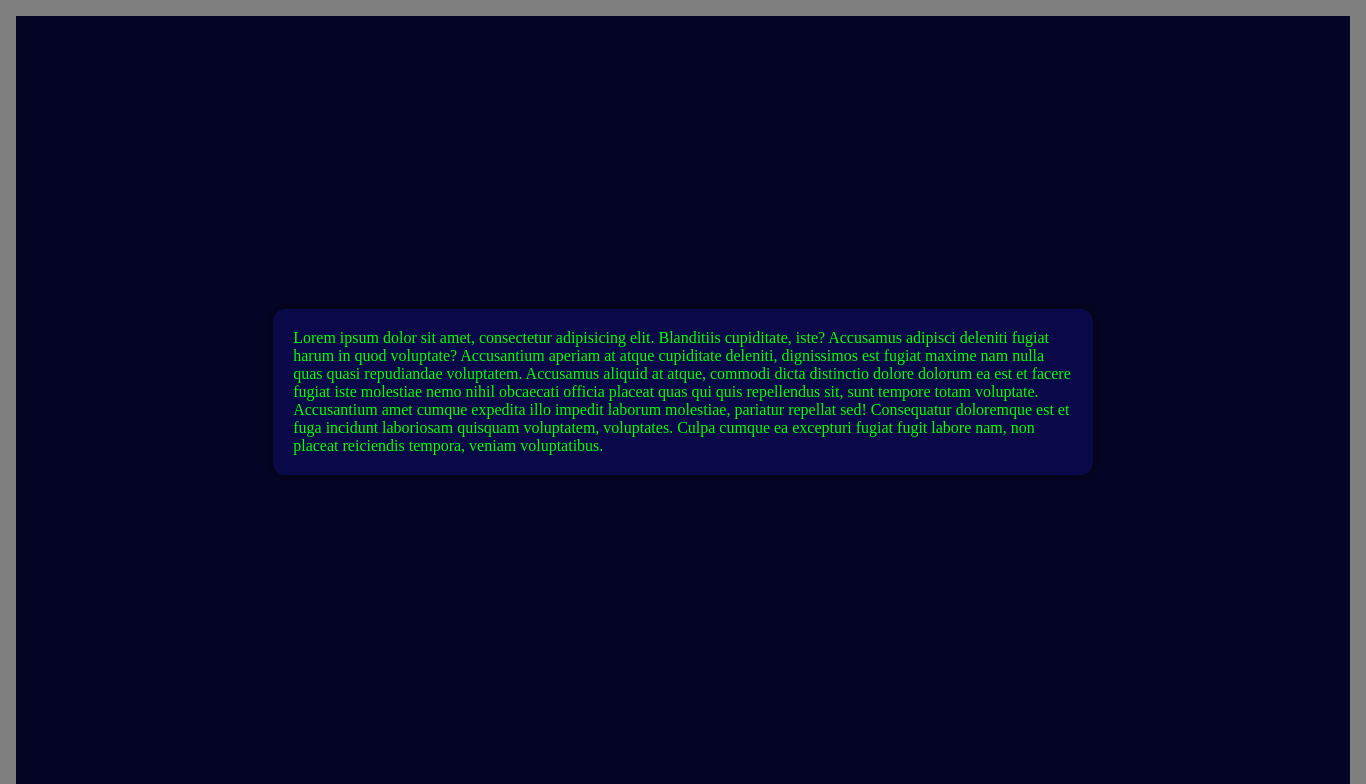 Lorem ipsum dolor sit amet, consectetur adipisicing elit. Blanditiis cupiditate, iste? Accusamus adipisci deleniti fugiat
harum in quod voluptate? Accusantium aperiam at atque cupiditate deleniti, dignissimos est fugiat maxime nam nulla
quas quasi repudiandae voluptatem. Accusamus aliquid at atque, commodi dicta distinctio dolore dolorum ea est et facere
fugiat iste molestiae nemo nihil obcaecati officia placeat quas qui quis repellendus sit, sunt tempore totam voluptate.
Accusantium amet cumque expedita illo impedit laborum molestiae, pariatur repellat sed! Consequatur doloremque est et
fuga incidunt laboriosam quisquam voluptatem, voluptates. Culpa cumque ea excepturi fugiat fugit labore nam, non
placeat reiciendis tempora, veniam voluptatibus.